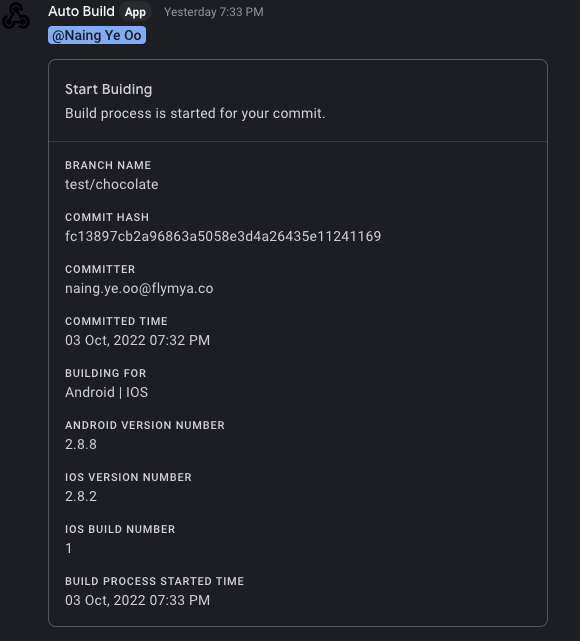 Auto Build App Yesterday 7:33 PM
@Naing Ye Oo
Start Buiding
Build process is started for your commit.
BRANCH NAME
test/chocolate
COMMIT HASH
fc13897cb2a96863a5058e3d4a26435e11241169
COMMITTER
naing.ye.oo@flymya.co
COMMITTED TIME
03 Oct, 2022 07:32 PM
BUILDING FOR
Android | IOS
ANDROID VERSION NUMBER
2.8.8
IOS VERSION NUMBER
2.8.2
IOS BUILD NUMBER
1
BUILD PROCESS STARTED TIME
03 Oct, 2022 07:33 PM